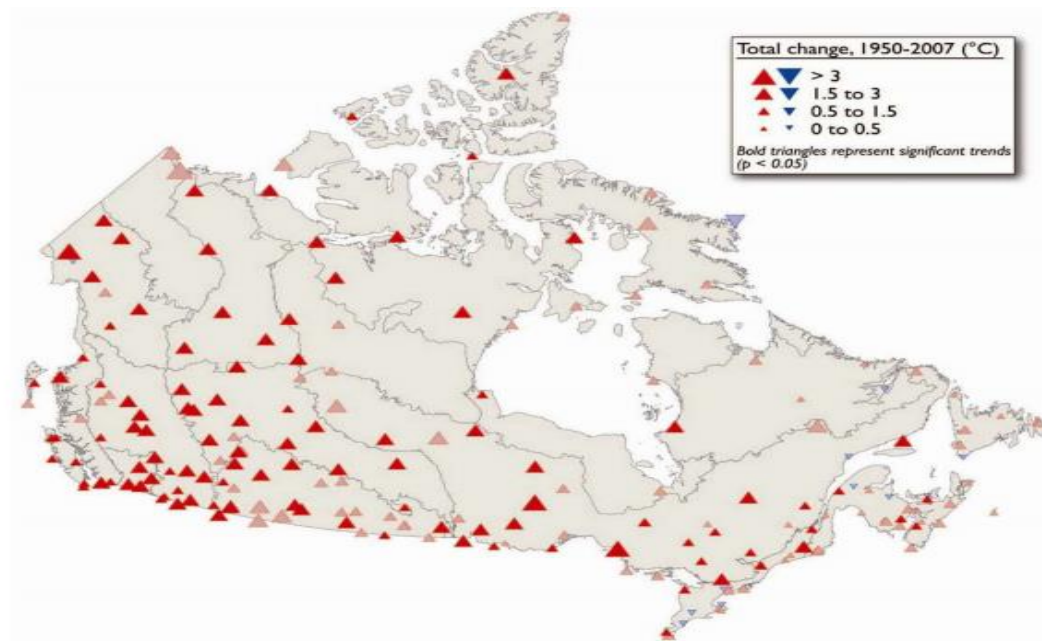 Total change, 1950-2007 (°C)
> 3
1.5 to 3
0.5 to 1.5
0 to 0.5
Bold triangles represent significant trends
(p < 0.05)